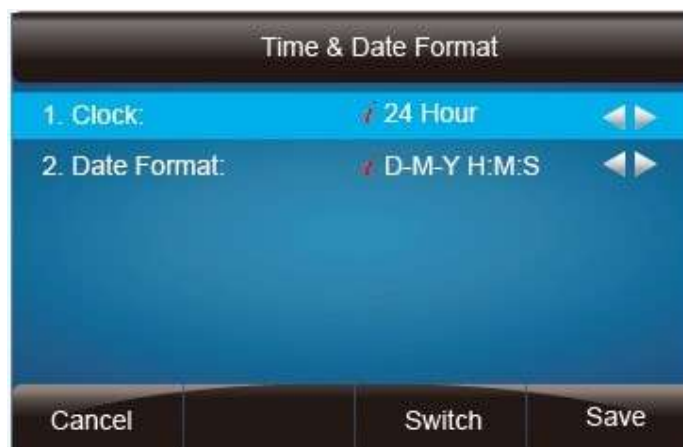 Time & Date Format
1. Clock: i 24 Hour
2. Date Format: i D-M-Y H:M:S
Cancel Switch Save